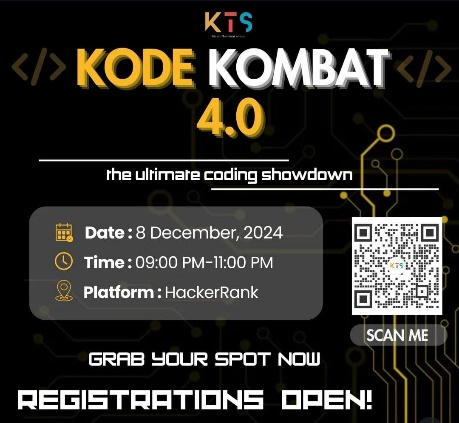 KTS
</> KODE KOMBAT </>
4.0
the ultimate coding showdown
Date : 8 December, 2024
Time : 09:00 PM-11:00 PM
Platform : HackerRank
KTS
SCAN ME
GRAB YOUR SPOT NOW
REGISTRATIONS OPEN!